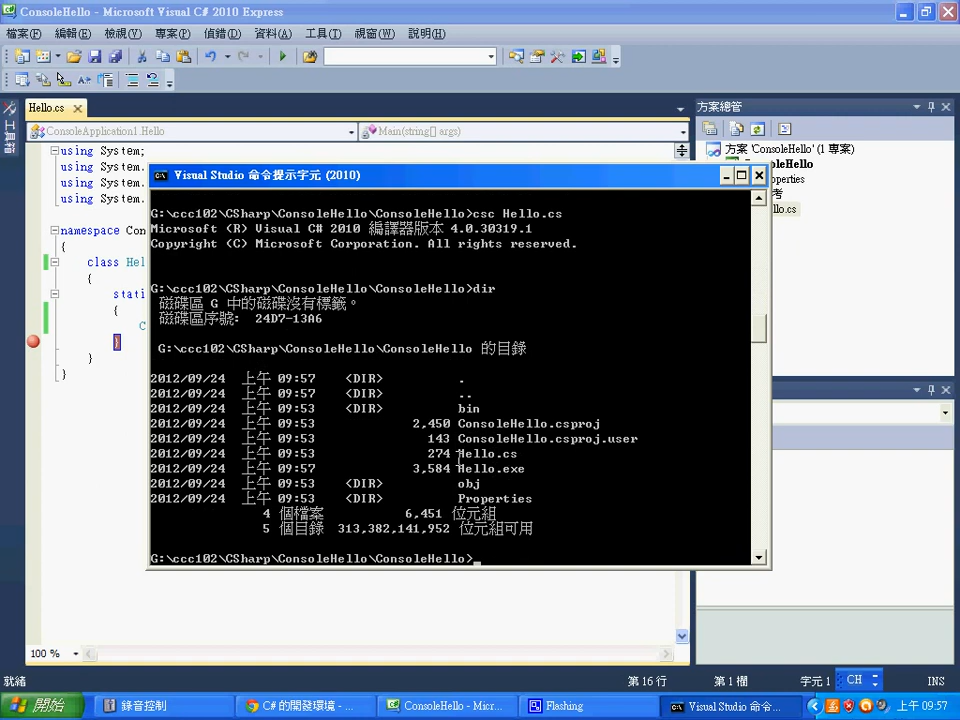 ConsoleHello - Microsoft Visual C# 2010 Express
檔案(F) 編輯(E) 檢視(V) 專案(P) 偵錯(D) 資料(A) 工具(T) 視窗(W) 說明(H)
Hello.cs
方案總管
工具箱
ConsoleApplication1.Hello
Main(string[] args)
方案 'ConsoleHello' (1 專案)
using System;
using System.
using System.
using System.
namespace Con
{
class Hel
{
stati
{
C
}
}
}
Visual Studio 命令提示字元 (2010)
G:\ccc102\CSharp\ConsoleHello\ConsoleHello>csc Hello.cs
Microsoft (R) Visual C# 2010 編譯器版本 4.0.30319.1
Copyright (C) Microsoft Corporation. All rights reserved.
G:\ccc102\CSharp\ConsoleHello\ConsoleHello>dir
磁碟區 G 中的磁碟沒有標籤。
磁碟區序號: 24D7-13A6
G:\ccc102\CSharp\ConsoleHello\ConsoleHello 的目錄
2012/09/24 上午 09:57 <DIR> .
2012/09/24 上午 09:57 <DIR> ..
2012/09/24 上午 09:53 <DIR> bin
2012/09/24 上午 09:53 2,450 ConsoleHello.csproj
2012/09/24 上午 09:53 143 ConsoleHello.csproj.user
2012/09/24 上午 09:53 274 Hello.cs
2012/09/24 上午 09:57 3,584 Hello.exe
2012/09/24 上午 09:53 <DIR> obj
2012/09/24 上午 09:53 <DIR> Properties
4 個檔案 6,451 位元組
5 個目錄 313,382,141,952 位元組可用
G:\ccc102\CSharp\ConsoleHello\ConsoleHello>_
soleHello
operties
考
lo.cs
100 %
就緒 第 16 行 第 1 欄 字元 1 CH INS
開始 錄音控制 C# 的開發環境 - ... ConsoleHello - Micr... Flashing Visual Studio 命令... 上午 09:57